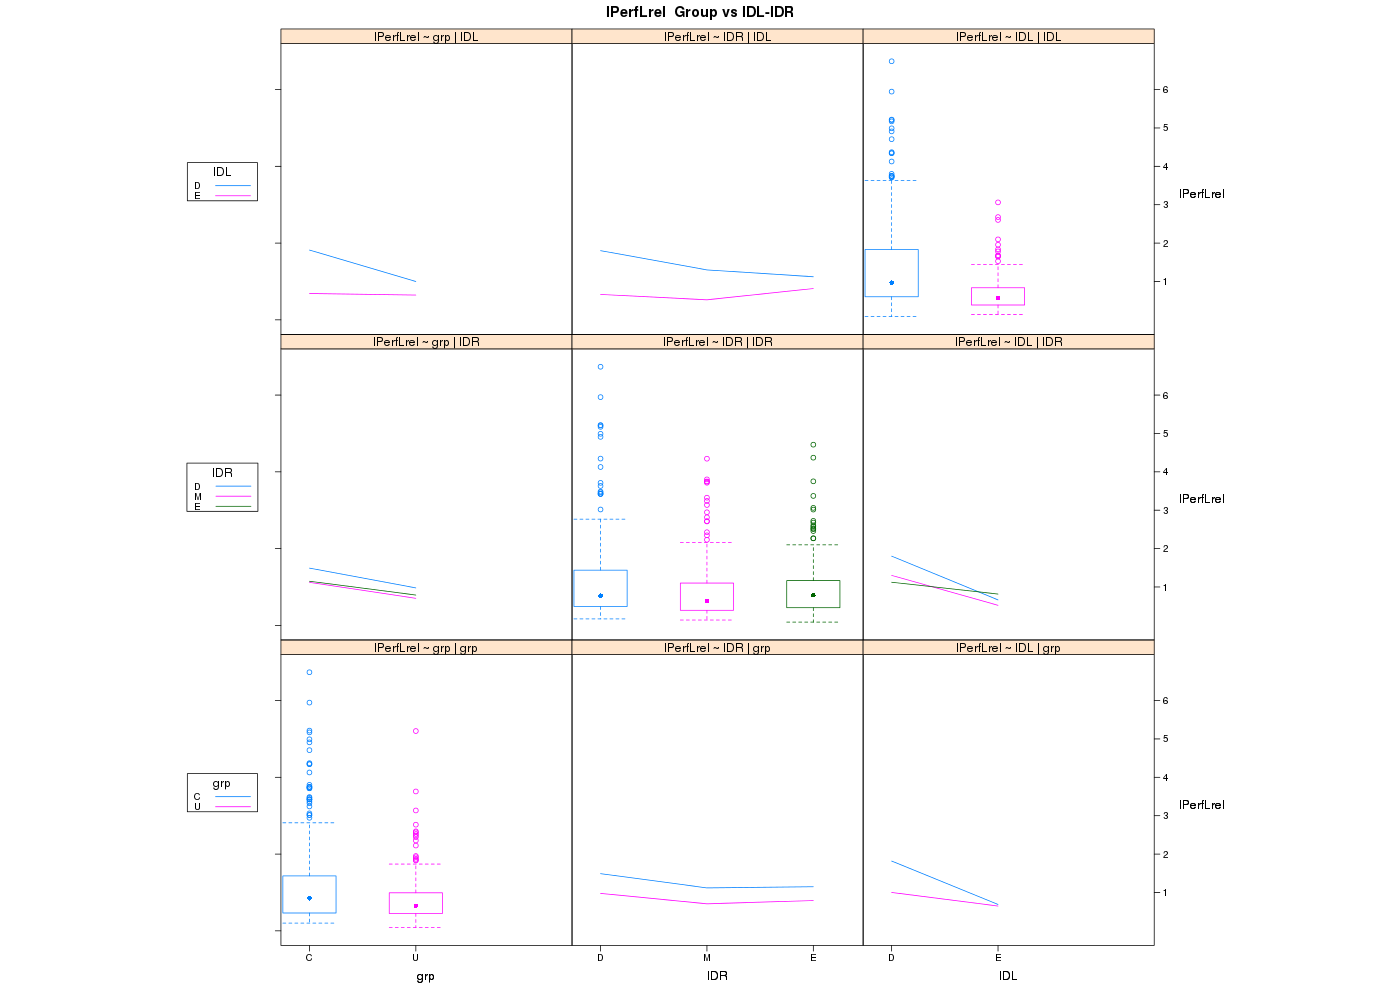 IPerfLrel  Group vs IDL-IDR
IPerfLrel ~ grp | IDL
IPerfLrel ~ IDR | IDL
IPerfLrel ~ IDL | IDL
IDL
D
E
6
5
4
3
2
1
IPerfLrel
IPerfLrel ~ grp | IDR
IPerfLrel ~ IDR | IDR
IPerfLrel ~ IDL | IDR
IDR
D
M
E
6
5
4
3
2
1
IPerfLrel
IPerfLrel ~ grp | grp
IPerfLrel ~ IDR | grp
IPerfLrel ~ IDL | grp
grp
C
U
6
5
4
3
2
1
IPerfLrel
C U D M E D E
grp IDR IDL